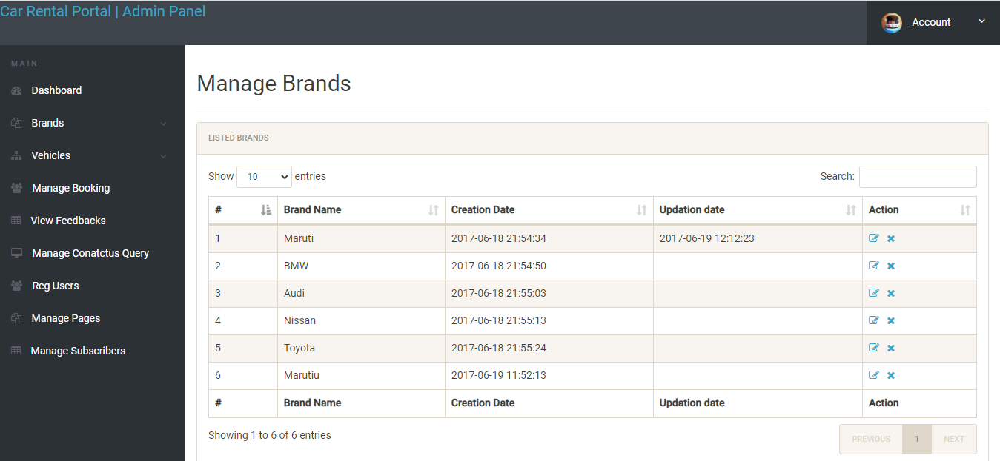 Car Rental Portal | Admin Panel
Account
MAIN
Dashboard
Brands
Vehicles
Manage Booking
View Feedbacks
Manage Conatctus Query
Reg Users
Manage Pages
Manage Subscribers
Manage Brands
LISTED BRANDS
Show 10 entries
Search:
# Brand Name Creation Date Updation date Action
1 Maruti 2017-06-18 21:54:34 2017-06-19 12:12:23
2 BMW 2017-06-18 21:54:50
3 Audi 2017-06-18 21:55:03
4 Nissan 2017-06-18 21:55:13
5 Toyota 2017-06-18 21:55:24
6 Marutiu 2017-06-19 11:52:13
# Brand Name Creation Date Updation date Action
Showing 1 to 6 of 6 entries
PREVIOUS 1 NEXT